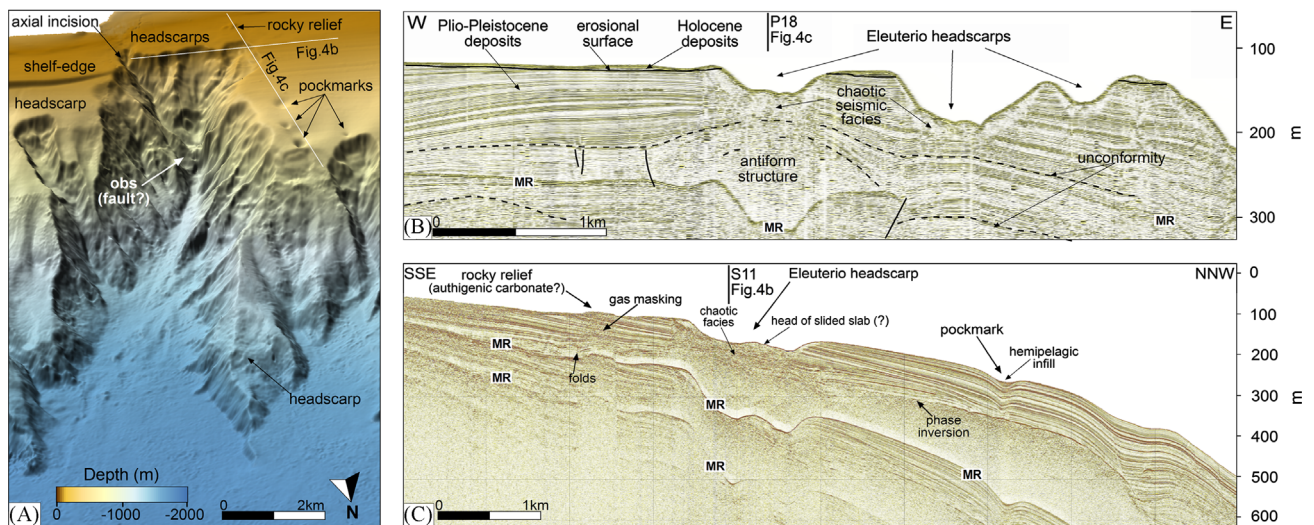 axial incision
rocky relief
headscarps
Fig.4b
shelf-edge
Fig.4c
pockmarks
headscarp
obs
(fault?)
headscarp
Depth (m)
0 -1000 -2000
0 2km
N
(A)
W
E
P18
Fig.4c
Plio-Pleistocene
deposits
erosional
surface
Holocene
deposits
Eleuterio headscarps
chaotic
seismic
facies
antiform
structure
unconformity
MR
MR
MR
100
200
300
m
0 1km
(B)
SSE
NNW
rocky relief
(authigenic carbonate?)
gas masking
S11
Fig.4b
Eleuterio headscarp
chaotic
facies
head of slided slab (?)
pockmark
hemipelagic
infill
MR
folds
MR
MR
phase
inversion
MR
MR
0
100
200
300
400
500
600
m
0 1km
(C)